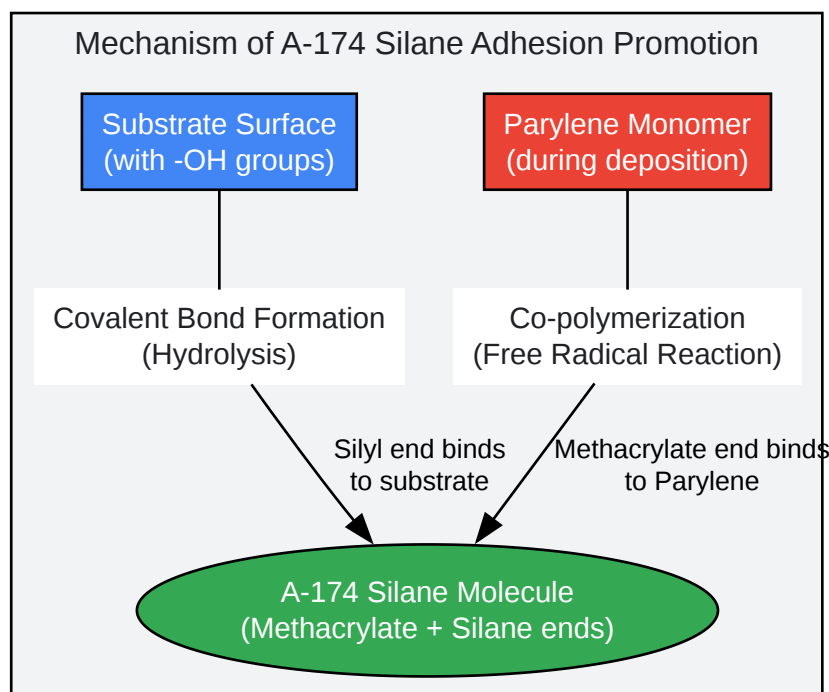 Mechanism of A-174 Silane Adhesion Promotion
Substrate Surface
(with -OH groups)
Parylene Monomer
(during deposition)
Covalent Bond Formation
(Hydrolysis)
Co-polymerization
(Free Radical Reaction)
Silyl end binds
to substrate
Methacrylate end binds
to Parylene
A-174 Silane Molecule
(Methacrylate + Silane ends)